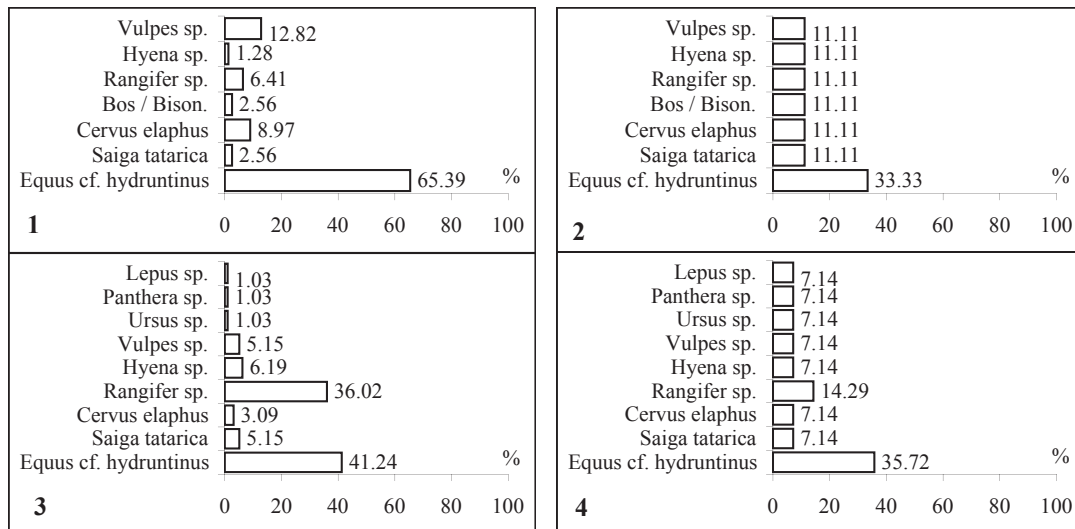 Vulpes sp. 12.82
Hyena sp. 1.28
Rangifer sp. 6.41
Bos / Bison. 2.56
Cervus elaphus 8.97
Saiga tatarica 2.56
Equus cf. hydruntinus 65.39 %
0 20 40 60 80 100
1
Vulpes sp. 11.11
Hyena sp. 11.11
Rangifer sp. 11.11
Bos / Bison. 11.11
Cervus elaphus 11.11
Saiga tatarica 11.11
Equus cf. hydruntinus 33.33 %
0 20 40 60 80 100
2
Lepus sp. 1.03
Panthera sp. 1.03
Ursus sp. 1.03
Vulpes sp. 5.15
Hyena sp. 6.19
Rangifer sp. 36.02
Cervus elaphus 3.09
Saiga tatarica 5.15
Equus cf. hydruntinus 41.24 %
0 20 40 60 80 100
3
Lepus sp. 7.14
Panthera sp. 7.14
Ursus sp. 7.14
Vulpes sp. 7.14
Hyena sp. 7.14
Rangifer sp. 14.29
Cervus elaphus 7.14
Saiga tatarica 7.14
Equus cf. hydruntinus 35.72 %
0 20 40 60 80 100
4